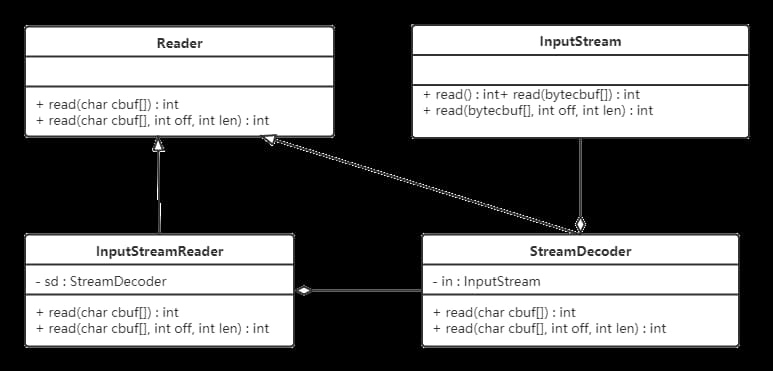 Reader
+ read(char cbuf[]) : int
+ read(char cbuf[], int off, int len) : int
InputStream
+ read() : int+ read(bytecbuf[]) : int
+ read(bytecbuf[], int off, int len) : int
InputStreamReader
- sd : StreamDecoder
+ read(char cbuf[]) : int
+ read(char cbuf[], int off, int len) : int
StreamDecoder
- in : InputStream
+ read(char cbuf[]) : int
+ read(char cbuf[], int off, int len) : int